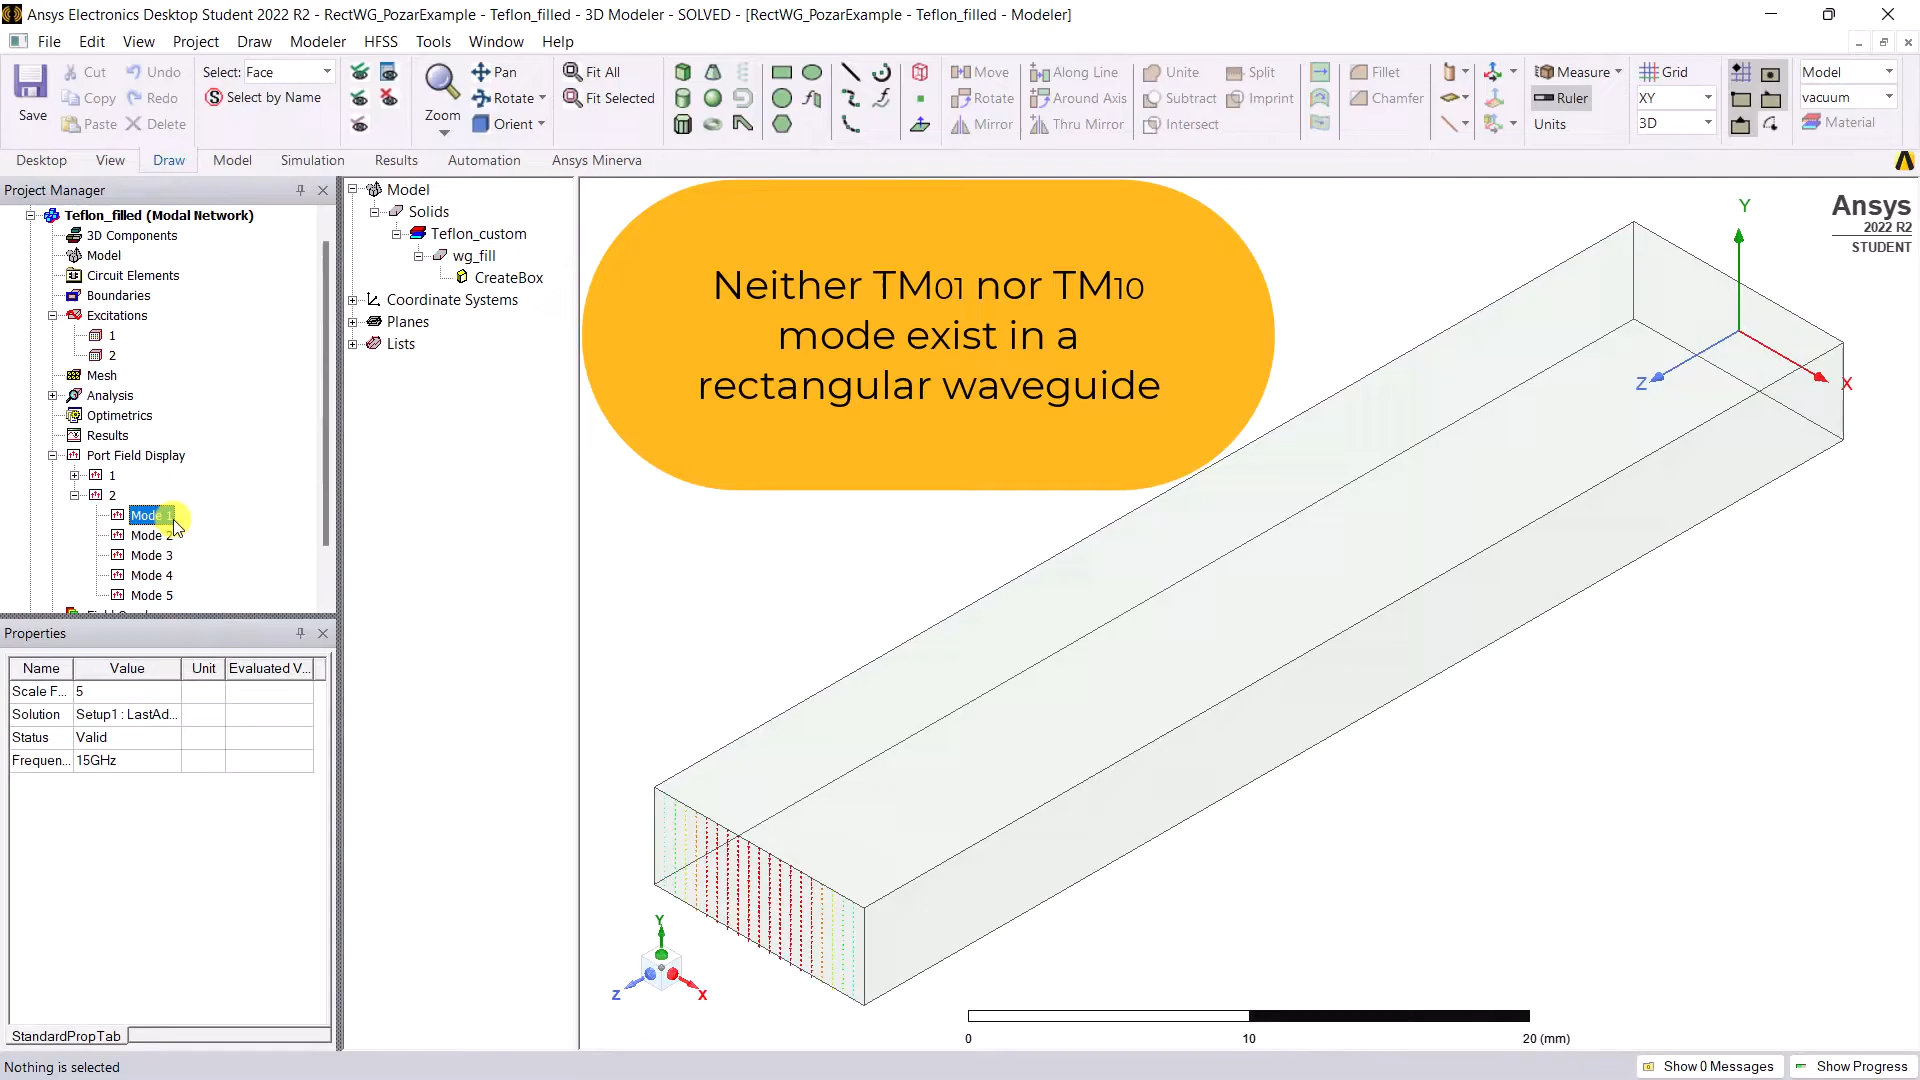 Ansys Electronics Desktop Student 2022 R2 - RectWG_PozarExample - Teflon_filled - 3D Modeler - SOLVED - [RectWG_PozarExample - Teflon_filled - Modeler]
File Edit View Project Draw Modeler HFSS Tools Window Help
Save
Cut Undo
Copy Redo
Paste Delete
Select: Face
Select by Name
Zoom
Pan
Rotate
Orient
Fit All
Fit Selected
Move Along Line
Rotate Around Axis
Mirror Thru Mirror
Unite Split
Subtract Imprint
Intersect
Fillet
Chamfer
Measure
Ruler
Units
Grid
XY
3D
Model
vacuum
Material
Desktop View Draw Model Simulation Results Automation Ansys Minerva
Project Manager
Teflon_filled (Modal Network)
3D Components
Model
Circuit Elements
Boundaries
Excitations
1
2
Mesh
Analysis
Optimetrics
Results
Port Field Display
1
2
Mode 1
Mode 2
Mode 3
Mode 4
Mode 5
Properties
Name Value Unit Evaluated V...
Scale F... 5
Solution Setup1 : LastAd...
Status Valid
Frequen... 15GHz
StandardPropTab
Nothing is selected
Model
Solids
Teflon_custom
wg_fill
CreateBox
Coordinate Systems
Planes
Lists
Neither TM01 nor TM10
mode exist in a
rectangular waveguide
Ansys
2022 R2
STUDENT
Y
Z
X
Y
Z
X
0 10 20 (mm)
Show 0 Messages Show Progress